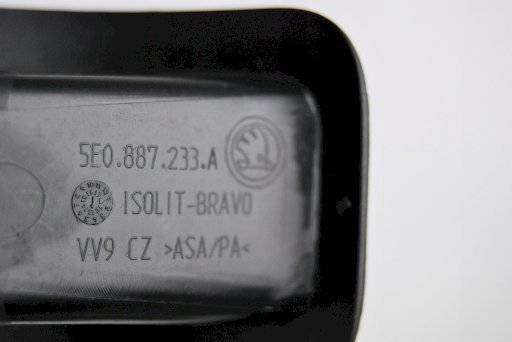 5E0.887.233.A
ISOLIT-BRAVO
VV9 CZ >ASA/PA<